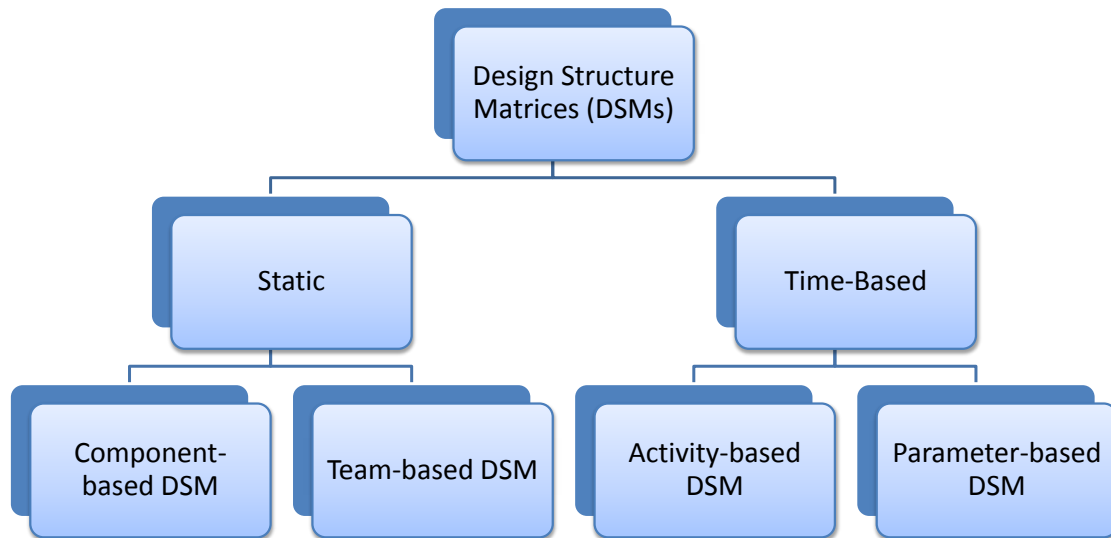 Design Structure
Matrices (DSMs)
Static
Time-Based
Component-
based DSM
Team-based DSM
Activity-based
DSM
Parameter-based
DSM